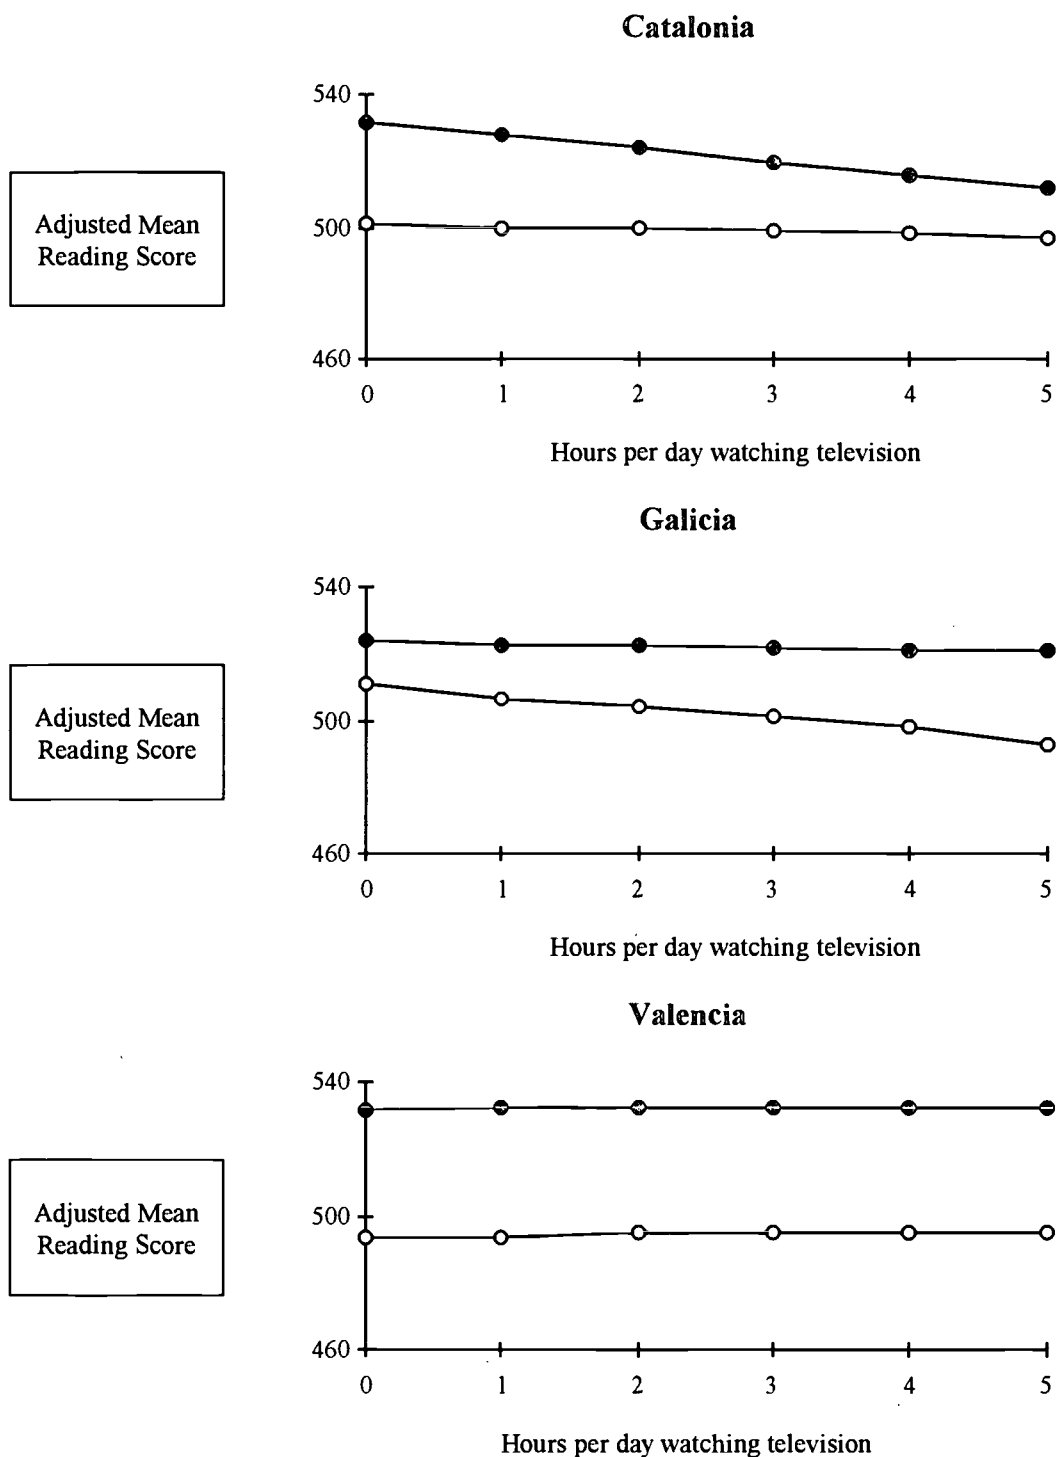 Catalonia
540
500
460
Adjusted Mean
Reading Score
0 1 2 3 4 5
Hours per day watching television
Galicia
540
500
460
Adjusted Mean
Reading Score
0 1 2 3 4 5
Hours per day watching television
Valencia
540
500
460
Adjusted Mean
Reading Score
0 1 2 3 4 5
Hours per day watching television